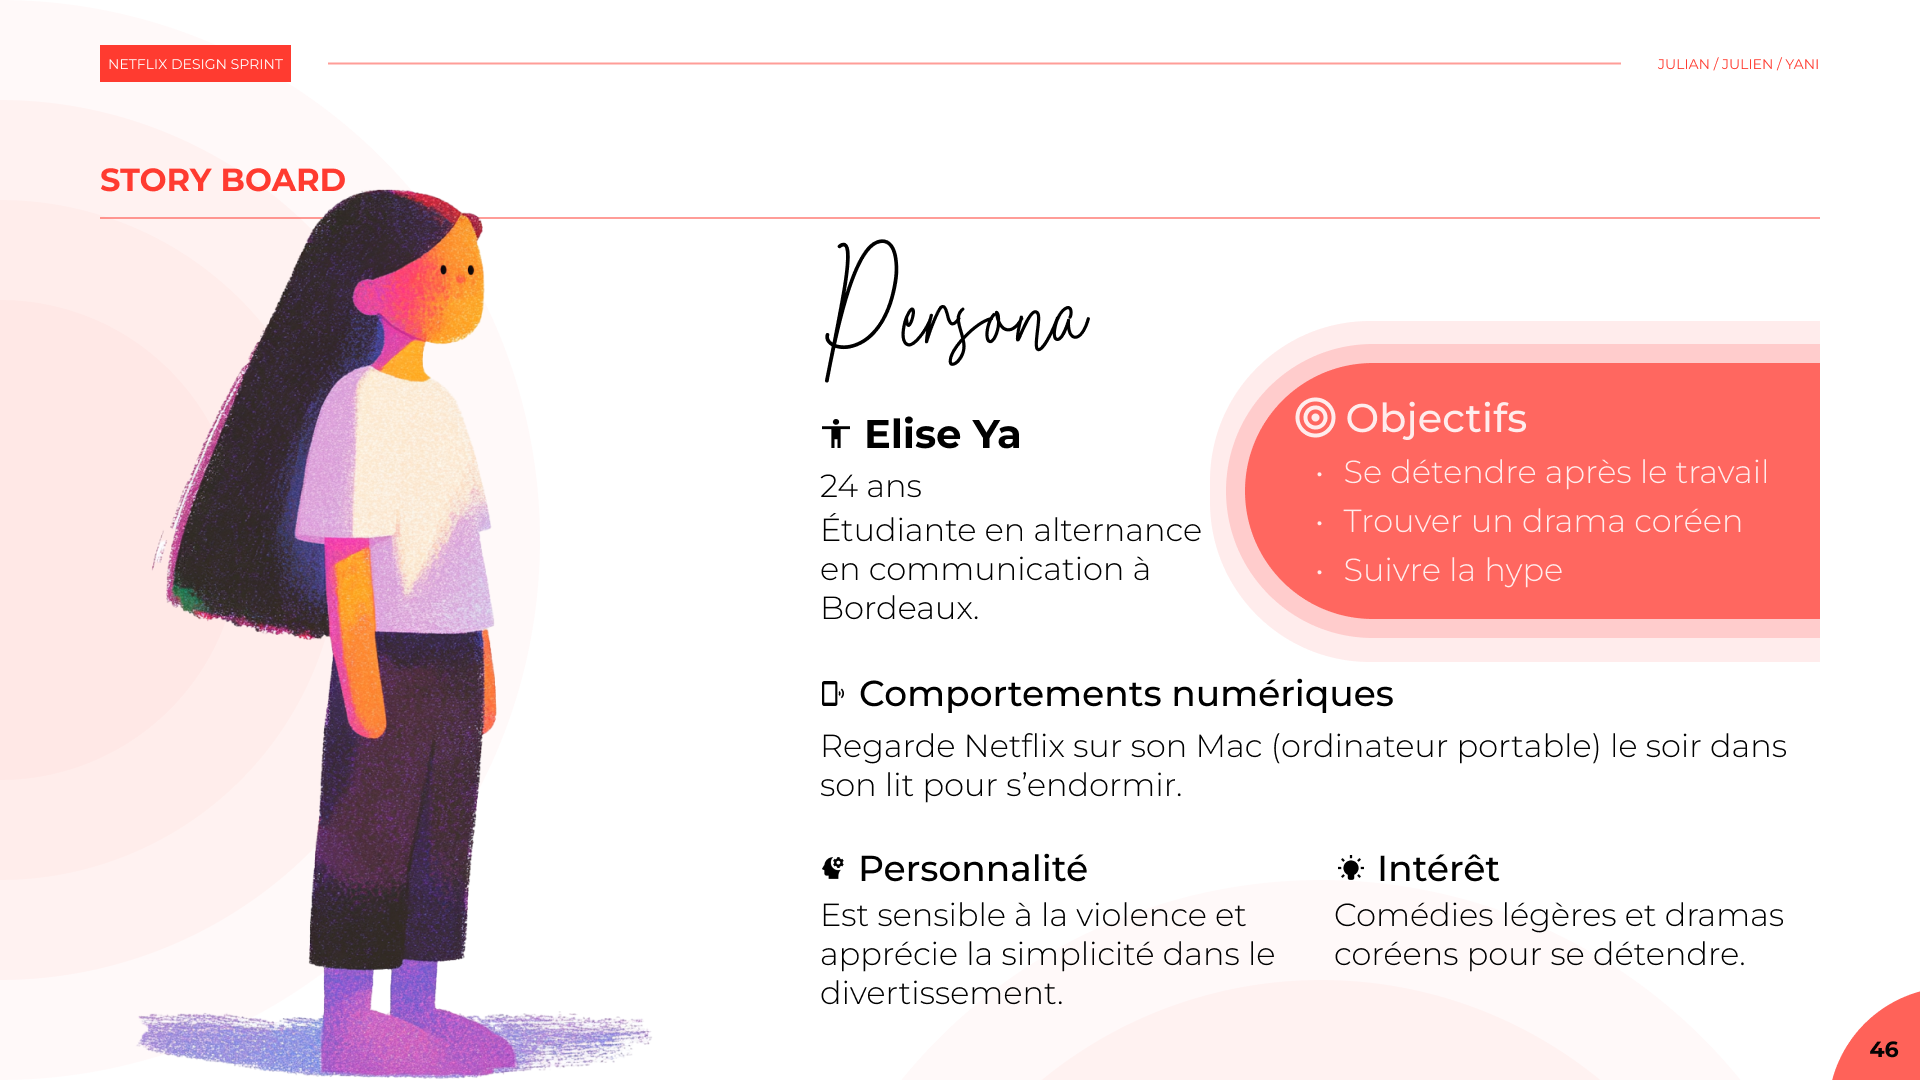 NETFLIX DESIGN SPRINT
JULIAN / JULIEN / YANI
STORY BOARD
Persona
Elise Ya
24 ans
Étudiante en alternance
en communication à
Bordeaux.
Objectifs
• Se détendre après le travail
• Trouver un drama coréen
• Suivre la hype
Comportements numériques
Regarde Netflix sur son Mac (ordinateur portable) le soir dans
son lit pour s’endormir.
Personnalité
Est sensible à la violence et
apprécie la simplicité dans le
divertissement.
Intérêt
Comédies légères et dramas
coréens pour se détendre.
46